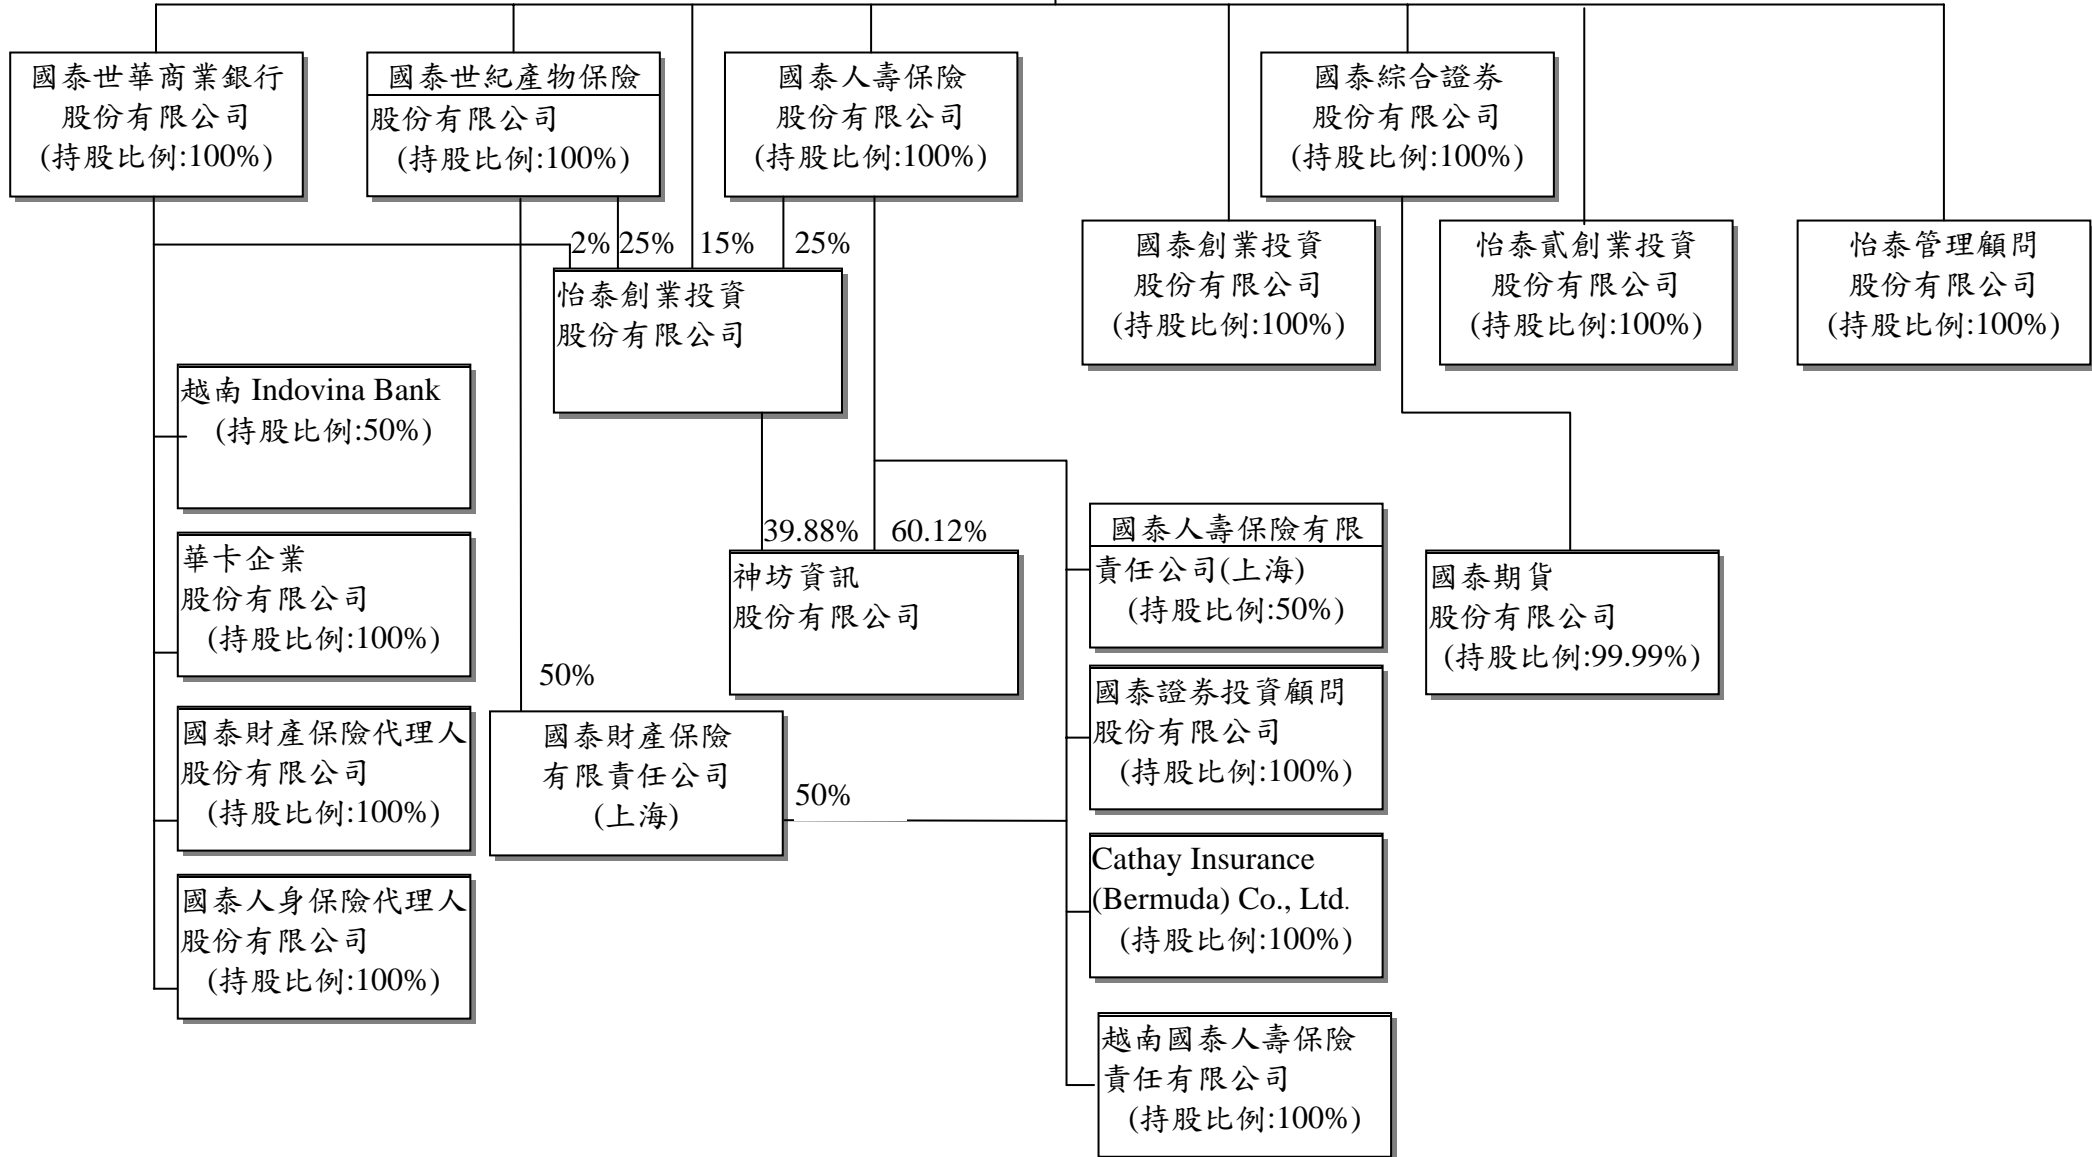 國泰世華商業銀行
股份有限公司
(持股比例:100%)
國泰世紀產物保險
股份有限公司
(持股比例:100%)
國泰人壽保險
股份有限公司
(持股比例:100%)
國泰綜合證券
股份有限公司
(持股比例:100%)
國泰創業投資
股份有限公司
(持股比例:100%)
怡泰貳創業投資
股份有限公司
(持股比例:100%)
怡泰管理顧問
股份有限公司
(持股比例:100%)
2%
25%
15%
25%
怡泰創業投資
股份有限公司
越南 Indovina Bank
(持股比例:50%)
華卡企業
股份有限公司
(持股比例:100%)
國泰財產保險代理人
股份有限公司
(持股比例:100%)
國泰人身保險代理人
股份有限公司
(持股比例:100%)
50%
國泰財產保險
有限責任公司
(上海)
50%
39.88%
60.12%
神坊資訊
股份有限公司
國泰人壽保險有限
責任公司(上海)
(持股比例:50%)
國泰證券投資顧問
股份有限公司
(持股比例:100%)
Cathay Insurance
(Bermuda) Co., Ltd.
(持股比例:100%)
越南國泰人壽保險
責任有限公司
(持股比例:100%)
國泰期貨
股份有限公司
(持股比例:99.99%)